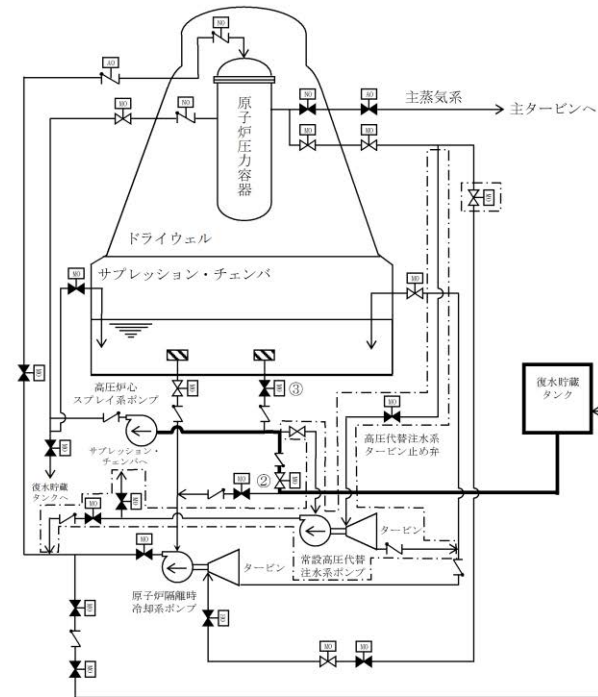 NO
AO
MO
NO
NO
AO
主蒸気系
主タービンへ
MO
MO
MO
原子炉圧力容器
ドライウェル
サプレッション・チェンバ
MO
MO
MO
MO
MO
③
高圧炉心
スプレイ系ポンプ
MO
復水貯蔵
タンク
高圧代替注水系
タービン止め弁
MO
サプレッション・
チェンバへ
②
MO
MO
復水貯蔵
タンクへ
MO
MO
MO
タービン
常設高圧代替
注水系ポンプ
タービン
原子炉隔離時
冷却系ポンプ
MO
MO
MO
MO
MO